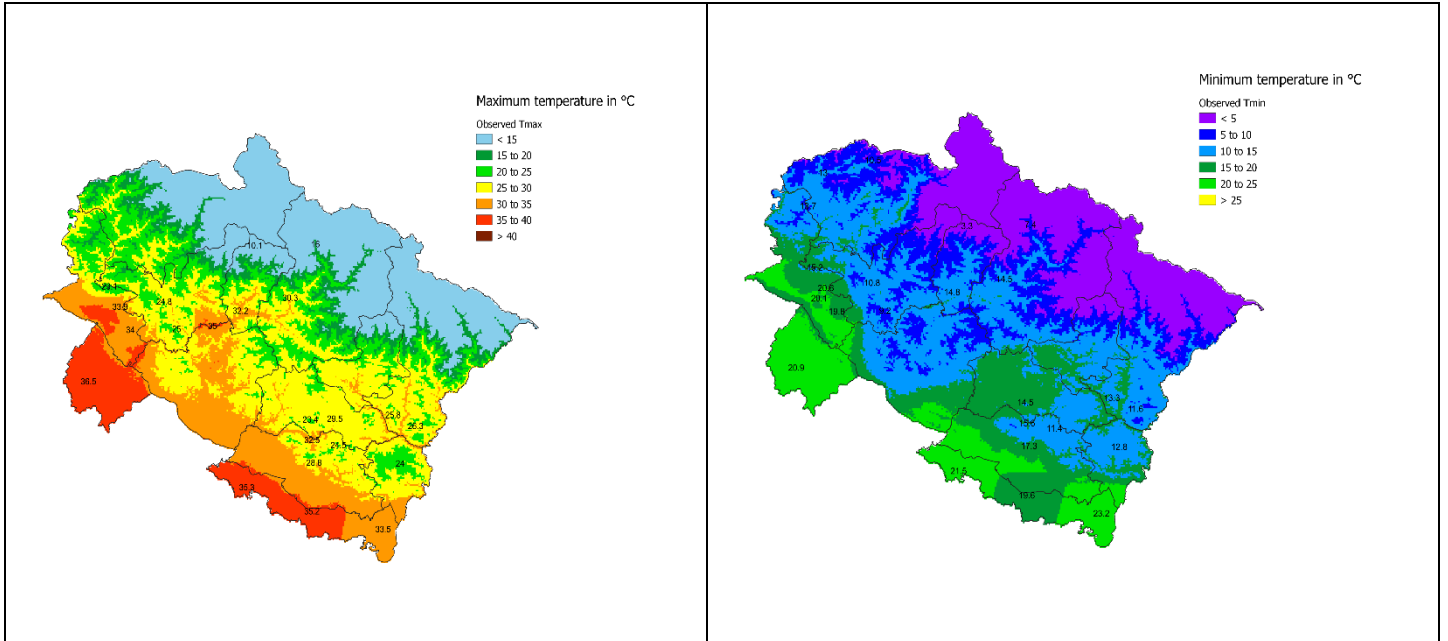 Maximum temperature in °C
Observed Tmax
< 15
15 to 20
20 to 25
25 to 30
30 to 35
35 to 40
> 40
10.1
30.3
24.8
32.2
33.9
34
25
35
36.5
29.5
25.8
26.3
28.8
24
35.2
33.5
Minimum temperature in °C
Observed Tmin
< 5
5 to 10
10 to 15
15 to 20
20 to 25
> 25
3.3
10.8
14.8
20.6
20.1
19.8
20.9
14.5
13.3
11.6
11.4
17.3
12.8
21.5
19.6
23.2